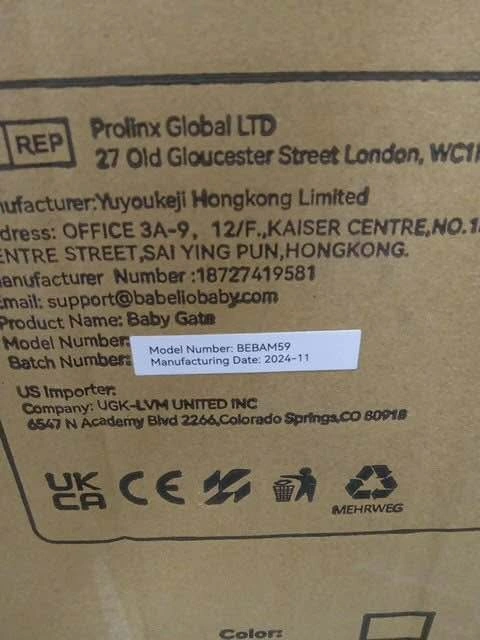 REP
Prolinx Global LTD
27 Old Gloucester Street London,
nufacturer:Yuyoukeji Hongkong Limited
dress: OFFICE 3A-9, 12/F.,KAISER CENTRE,NO.1
ENTRE STREET,SAI YING PUN,HONGKONG.
anufacturer Number:18727419581
Email: support@babeliobaby.com
Product Name: Baby Gate
Model Number:
Batch Number:
Model Number: BEBAM59
Manufacturing Date: 2024-11
US Importer:
Company: UGK-LVM UNITED INC
6547 N Academy Blvd 2266,Colorado Springs,CO 80918
UK
CA
CE
MEHRWEG
Color: